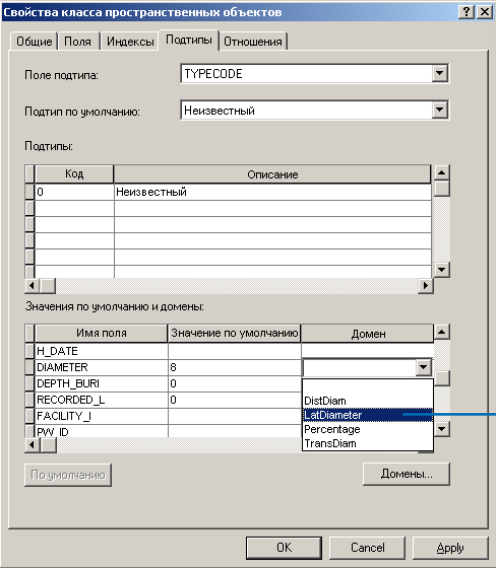 Свойства класса пространственных объектов
Общие Поля Индексы Подтипы Отношения
Поле подтипа: TYPECODE
Подтип по умолчанию: Неизвестный
Подтипы:
Код Описание
0 Неизвестный
Значения по умолчанию и домены:
Имя поля Значение по умолчанию Домен
H_DATE
DIAMETER 8
DEPTH_BURI 0
RECORDED_L 0 DistDiam
FACILITY_I LatDiameter
PW_ID Percentage
TransDiam
По умолчанию Домены...
OK Cancel Apply